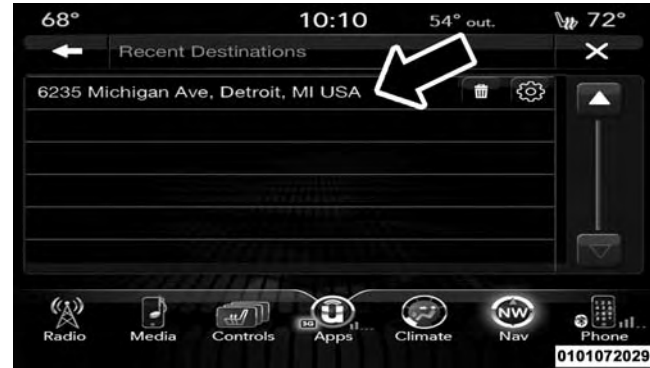 68° 10:10 54° out. 72°
Recent Destinations
6235 Michigan Ave, Detroit, MI USA
3G NW
Radio Media Controls Apps Climate Nav Phone
0101072029